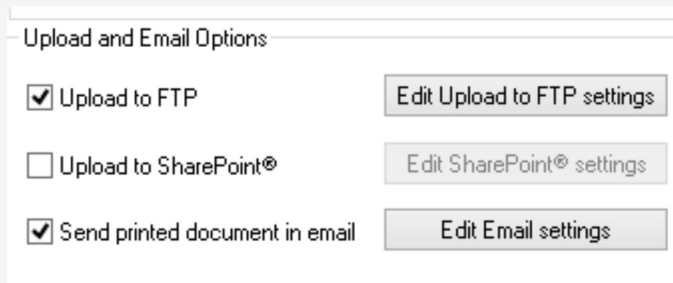 Upload and Email Options
Upload to FTP Edit Upload to FTP settings
Upload to SharePoint® Edit SharePoint® settings
Send printed document in email Edit Email settings